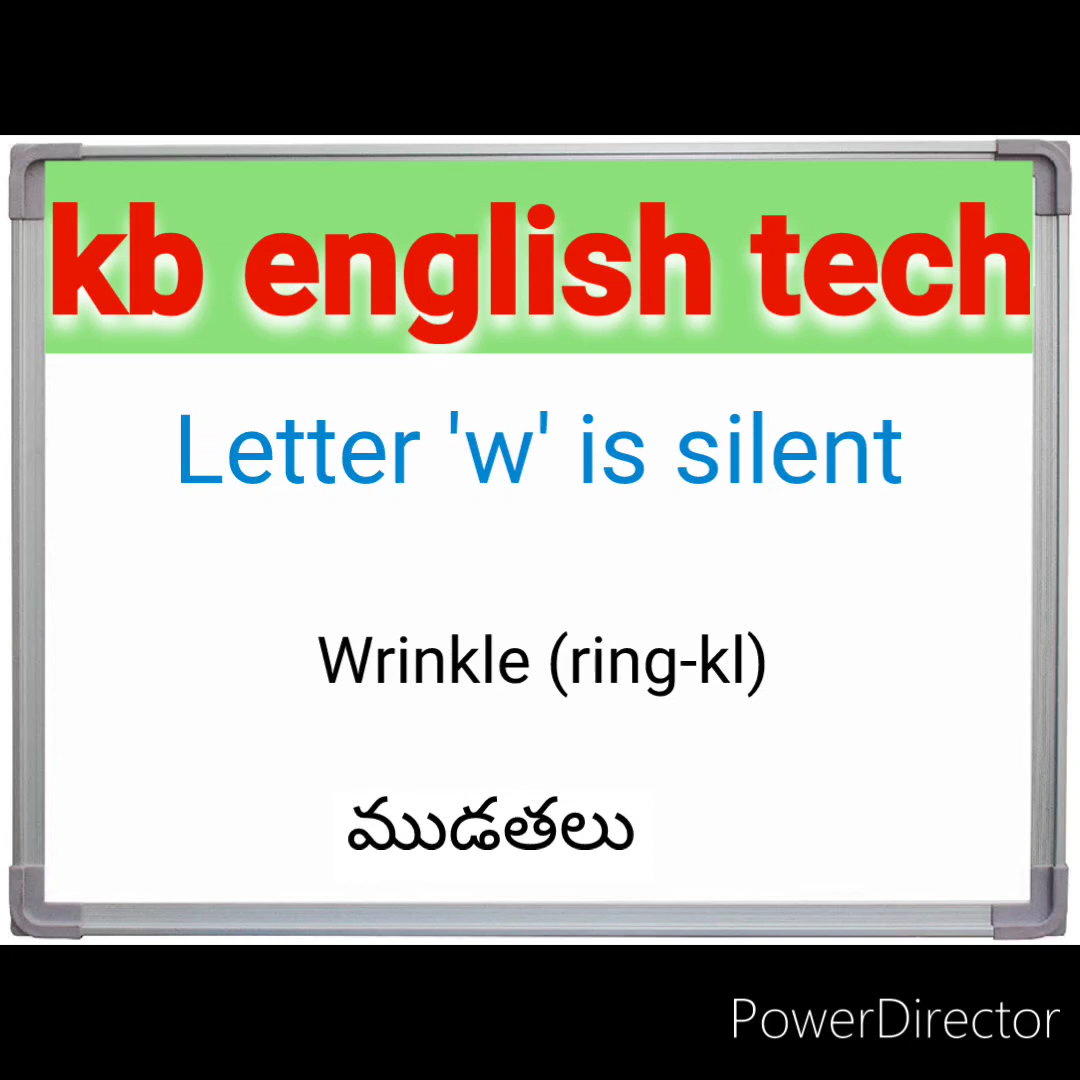 kb english tech
Letter 'w' is silent
Wrinkle (ring-kl)
ముడతలు
PowerDirector